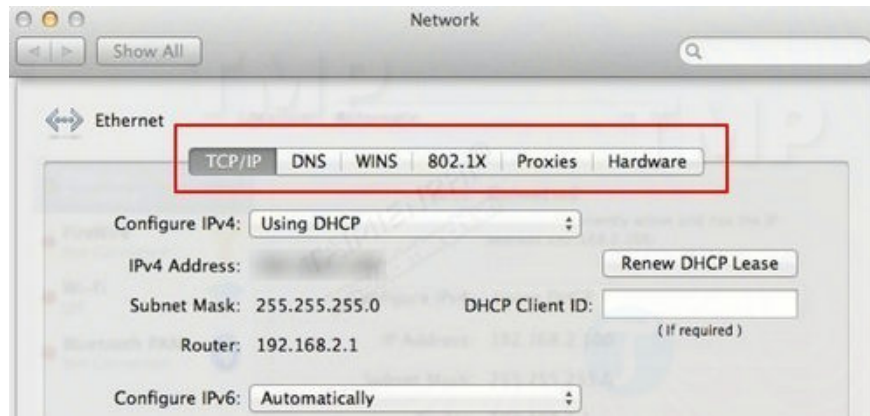 Network
Show All
Ethernet
TCP/IP DNS WINS 802.1X Proxies Hardware
Configure IPv4: Using DHCP
IPv4 Address:
Renew DHCP Lease
Subnet Mask: 255.255.255.0 DHCP Client ID:
(If required)
Router: 192.168.2.1
Configure IPv6: Automatically